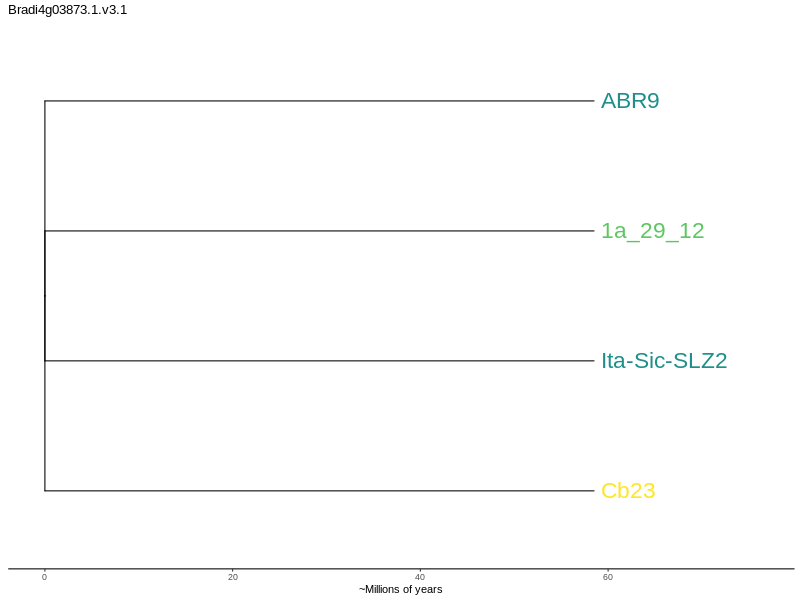 Bradi4g03873.1.v3.1
ABR9
1a_29_12
Ita-Sic-SLZ2
Cb23
0 20 40 60
~Millions of years